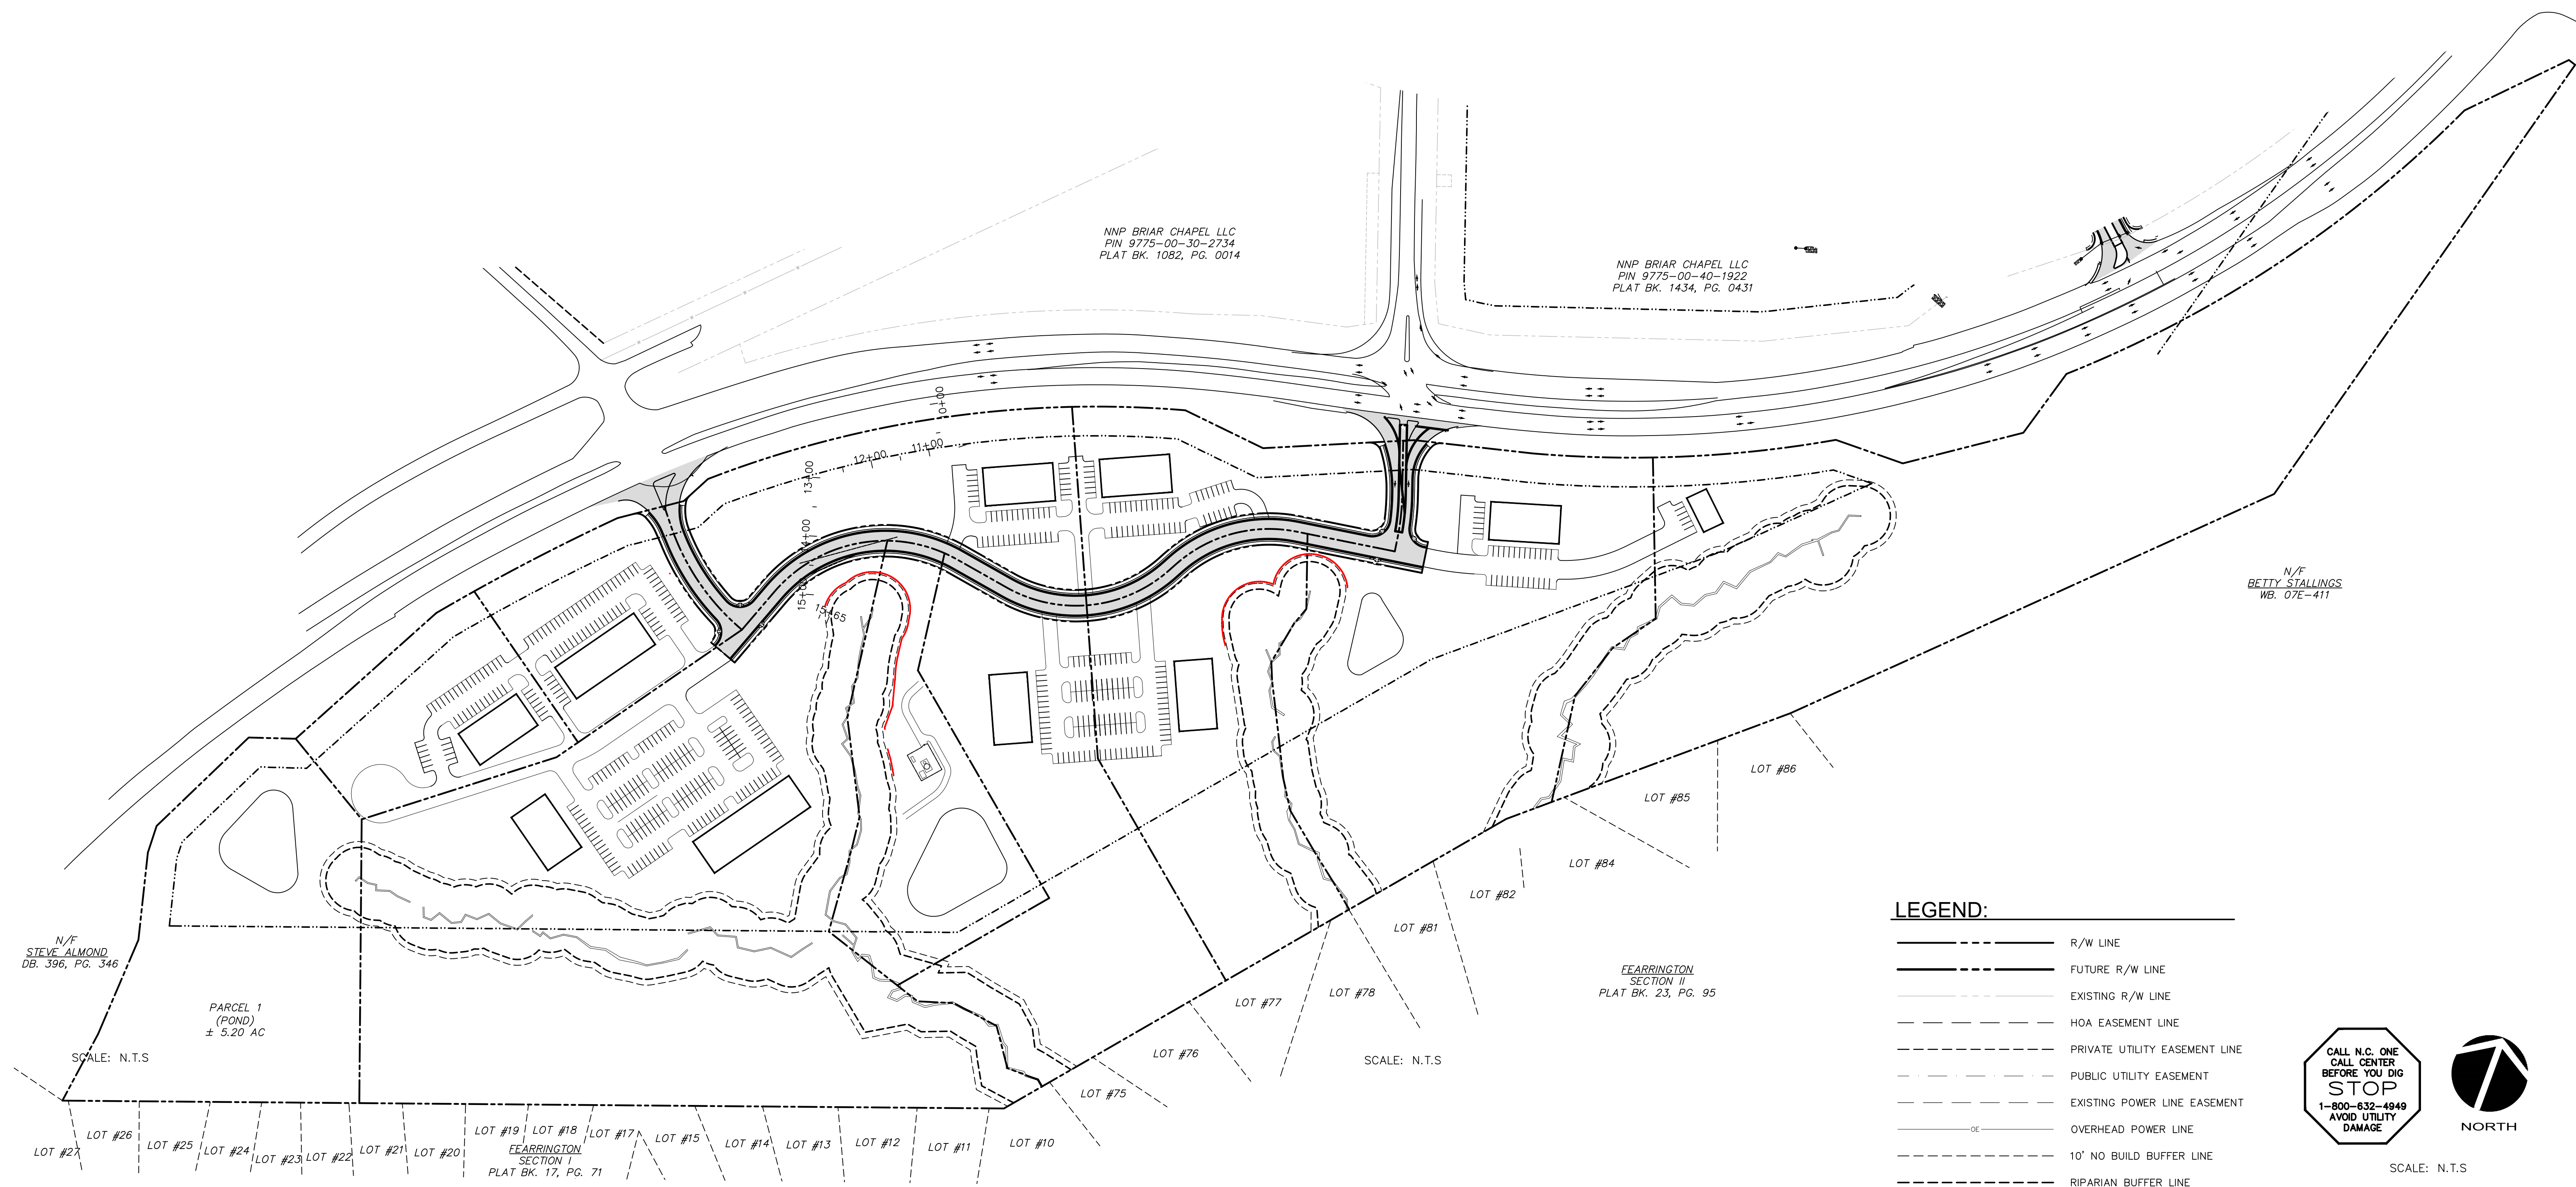 NNP BRIAR CHAPEL LLC
PIN 9775-00-30-2734
PLAT BK. 1082, PG. 0014
NNP BRIAR CHAPEL LLC
PIN 9775-00-40-1922
PLAT BK. 1434, PG. 0431
10+00
11+00
12+00
13+00
14+00
15+00
15+65
N/F
BETTY STALLINGS
WB. 07E-411
LOT #86
LOT #85
LOT #84
LOT #82
LOT #81
LOT #78
LOT #77
LOT #76
LOT #75
N/F
STEVE ALMOND
DB. 396, PG. 346
PARCEL 1
(POND)
± 5.20 AC
SCALE: N.T.S
FEARRINGTON
SECTION II
PLAT BK. 23, PG. 95
SCALE: N.T.S
LOT #27
LOT #26
LOT #25
LOT #24
LOT #23
LOT #22
LOT #21
LOT #20
LOT #19
LOT #18
LOT #17
LOT #15
LOT #14
LOT #13
LOT #12
LOT #11
LOT #10
FEARRINGTON
SECTION I
PLAT BK. 17, PG. 71
LEGEND:
R/W LINE
FUTURE R/W LINE
EXISTING R/W LINE
HOA EASEMENT LINE
PRIVATE UTILITY EASEMENT LINE
PUBLIC UTILITY EASEMENT
EXISTING POWER LINE EASEMENT
OE OVERHEAD POWER LINE
10' NO BUILD BUFFER LINE
RIPARIAN BUFFER LINE
CALL N.C. ONE
CALL CENTER
BEFORE YOU DIG
STOP
1-800-632-4949
AVOID UTILITY
DAMAGE
NORTH
SCALE: N.T.S